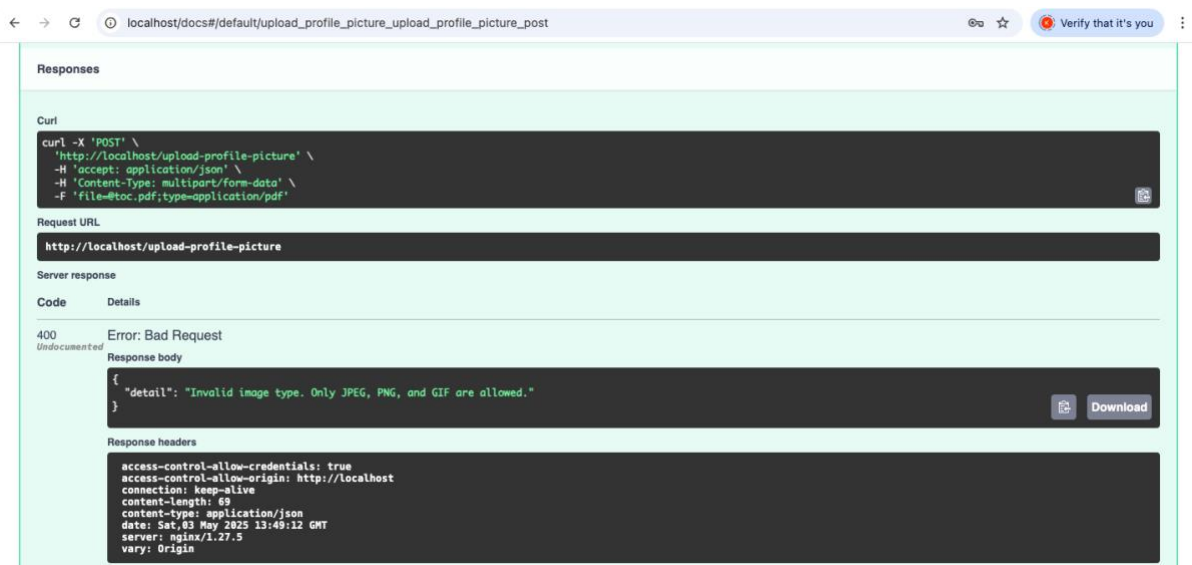 localhost/docs#/default/upload_profile_picture_upload_profile_picture_post
Verify that it's you
Responses
Curl
curl -X 'POST' \
'http://localhost/upload-profile-picture' \
-H 'accept: application/json' \
-H 'Content-Type: multipart/form-data' \
-F 'file=@toc.pdf;type=application/pdf'
Request URL
http://localhost/upload-profile-picture
Server response
Code Details
400 Error: Bad Request
Undocumented
Response body
{
"detail": "Invalid image type. Only JPEG, PNG, and GIF are allowed."
}
Download
Response headers
access-control-allow-credentials: true
access-control-allow-origin: http://localhost
connection: keep-alive
content-length: 69
content-type: application/json
date: Sat,03 May 2025 13:49:12 GMT
server: nginx/1.27.5
vary: Origin